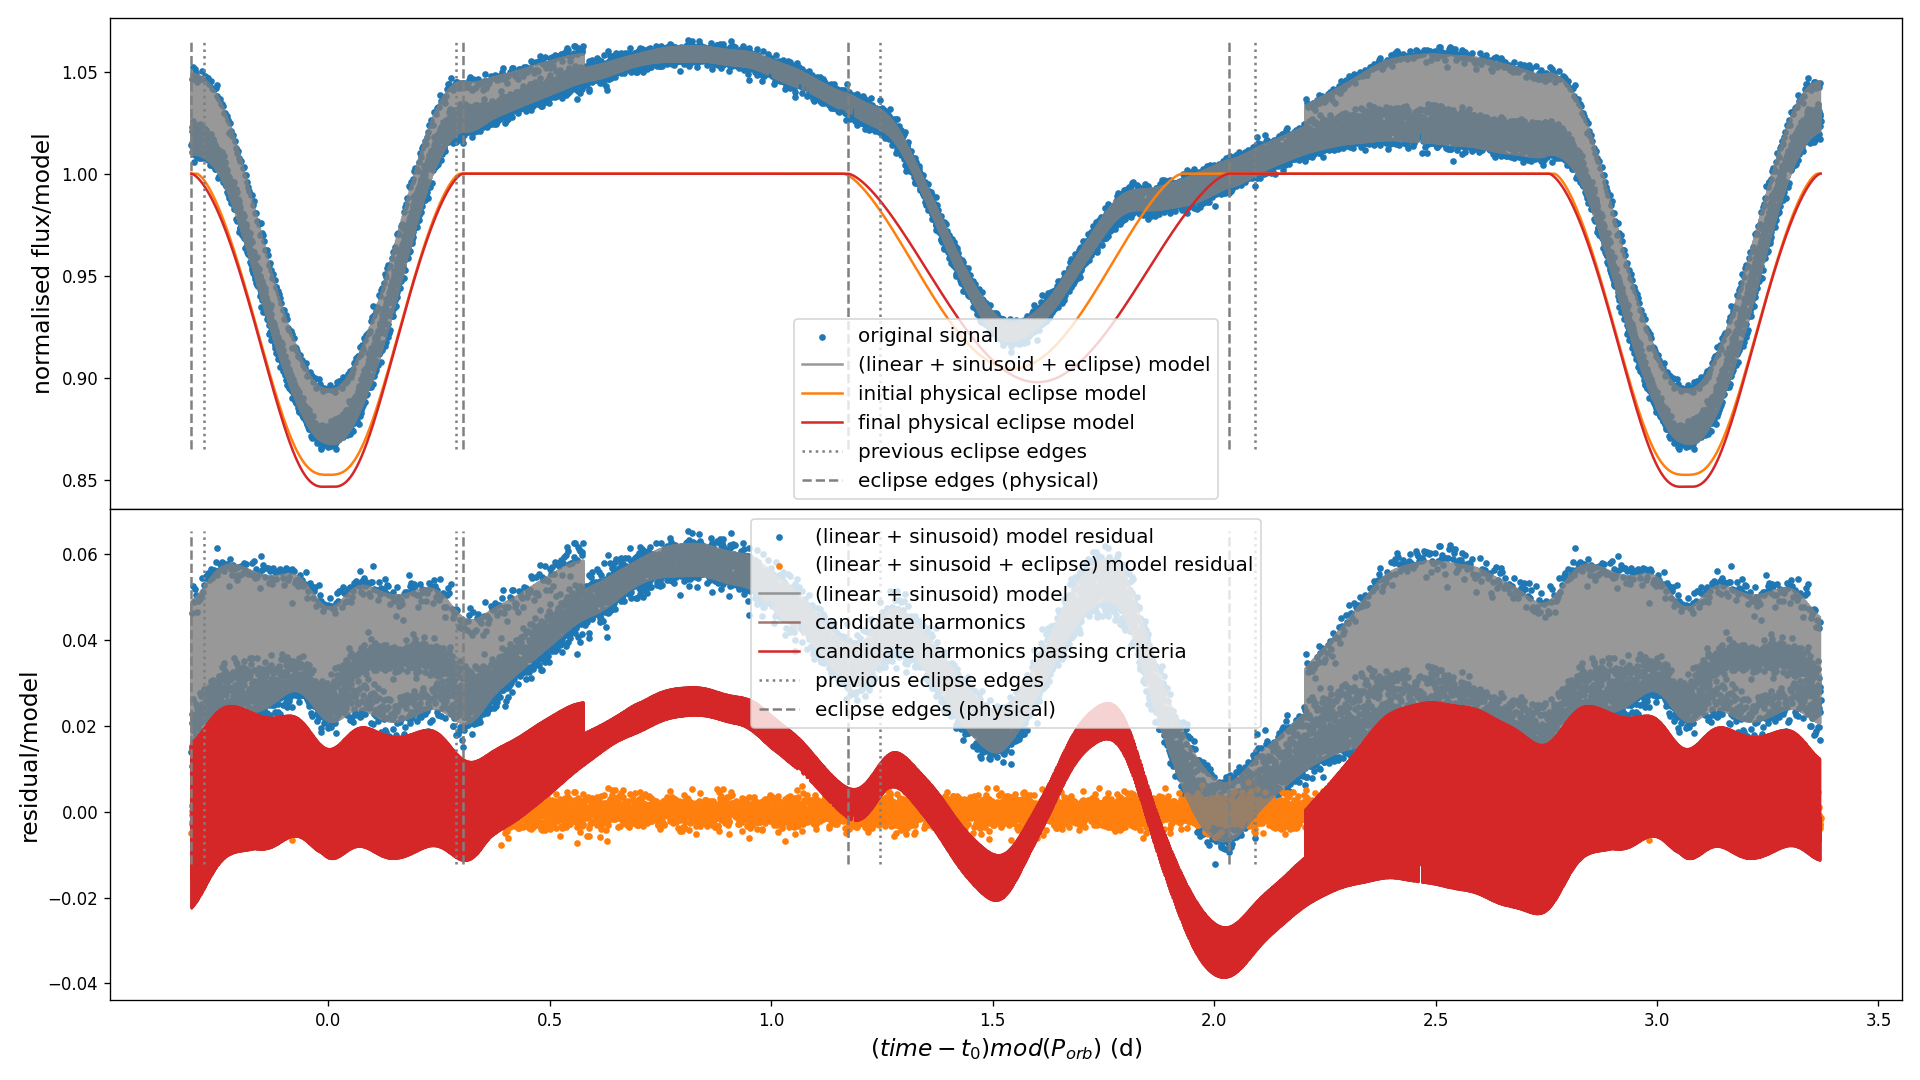 normalised flux/model
1.05
1.00
0.95
0.90
0.85
original signal
(linear + sinusoid + eclipse) model
initial physical eclipse model
final physical eclipse model
previous eclipse edges
eclipse edges (physical)
residual/model
0.06
0.04
0.02
0.00
−0.02
−0.04
(linear + sinusoid) model residual
(linear + sinusoid + eclipse) model residual
(linear + sinusoid) model
candidate harmonics
candidate harmonics passing criteria
previous eclipse edges
eclipse edges (physical)
0.0 0.5 1.0 1.5 2.0 2.5 3.0 3.5
(time − t₀)mod(Pₒᵣb) (d)